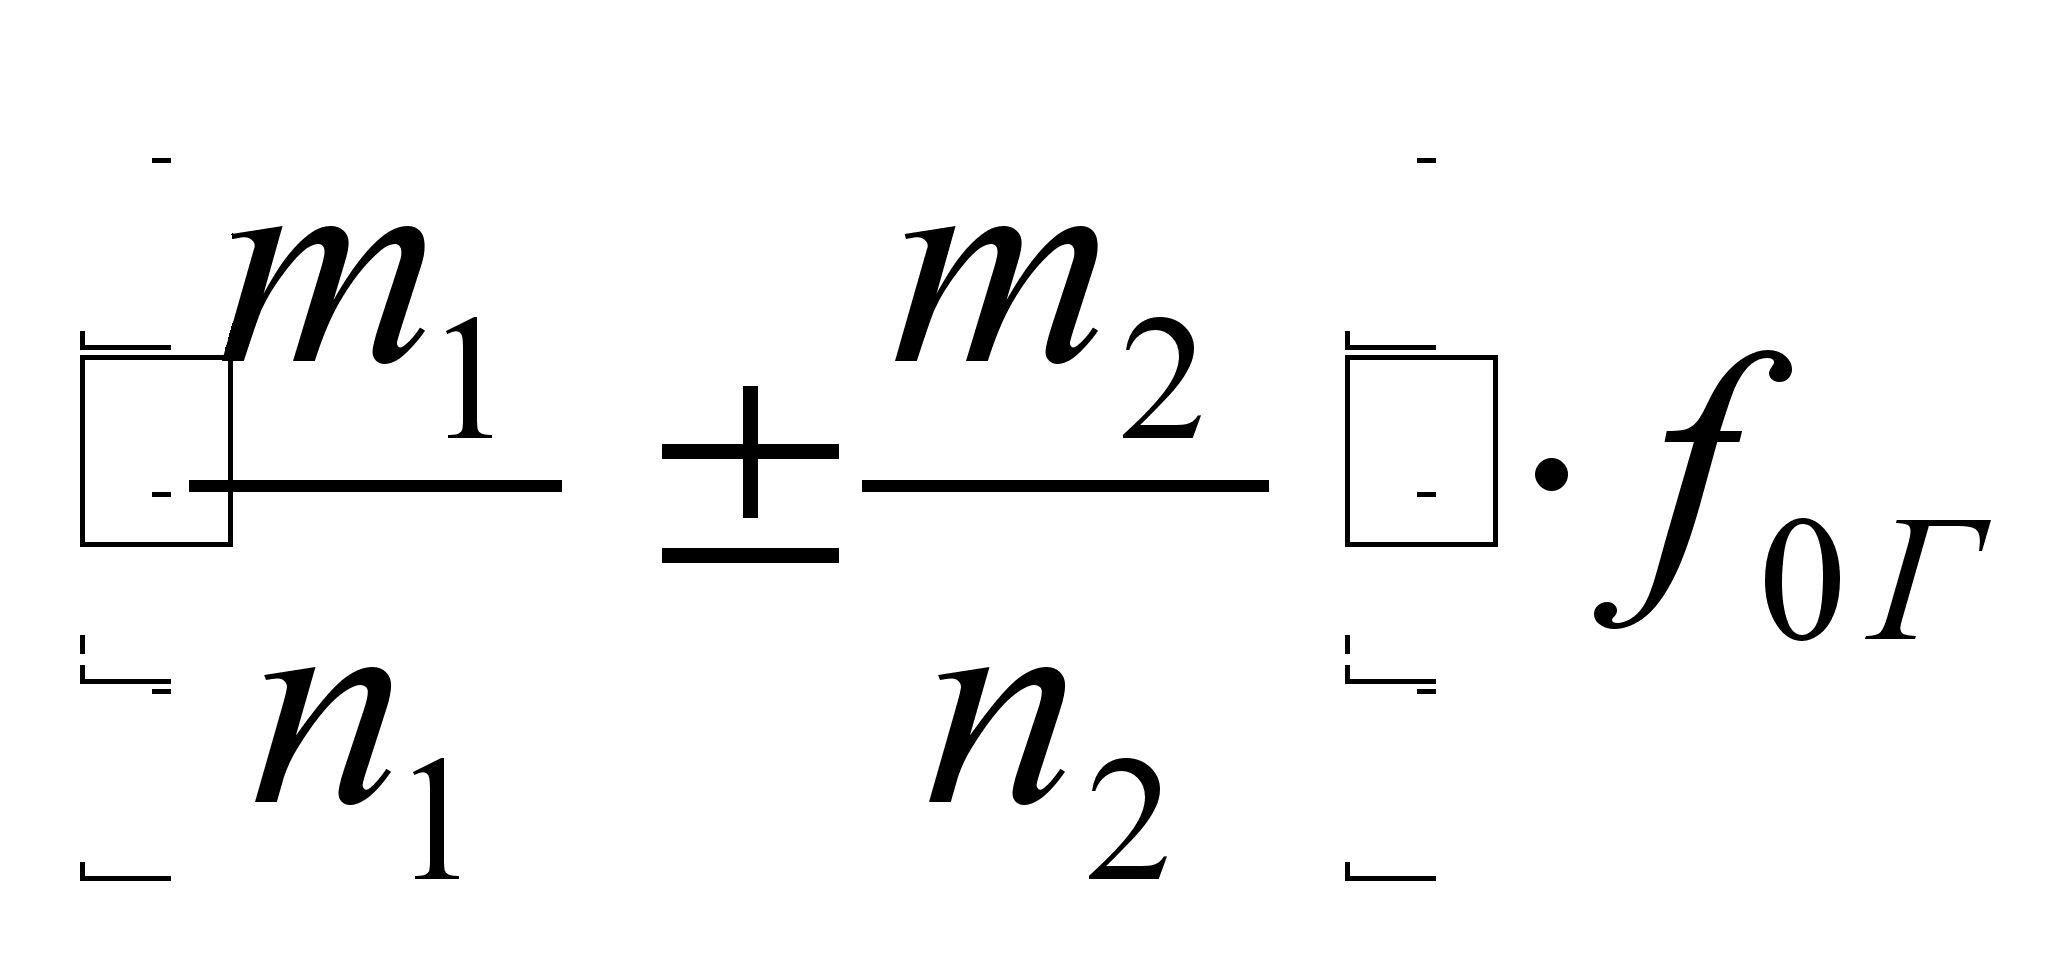 (m₁/n₁ ± m₂/n₂) · f₀Г